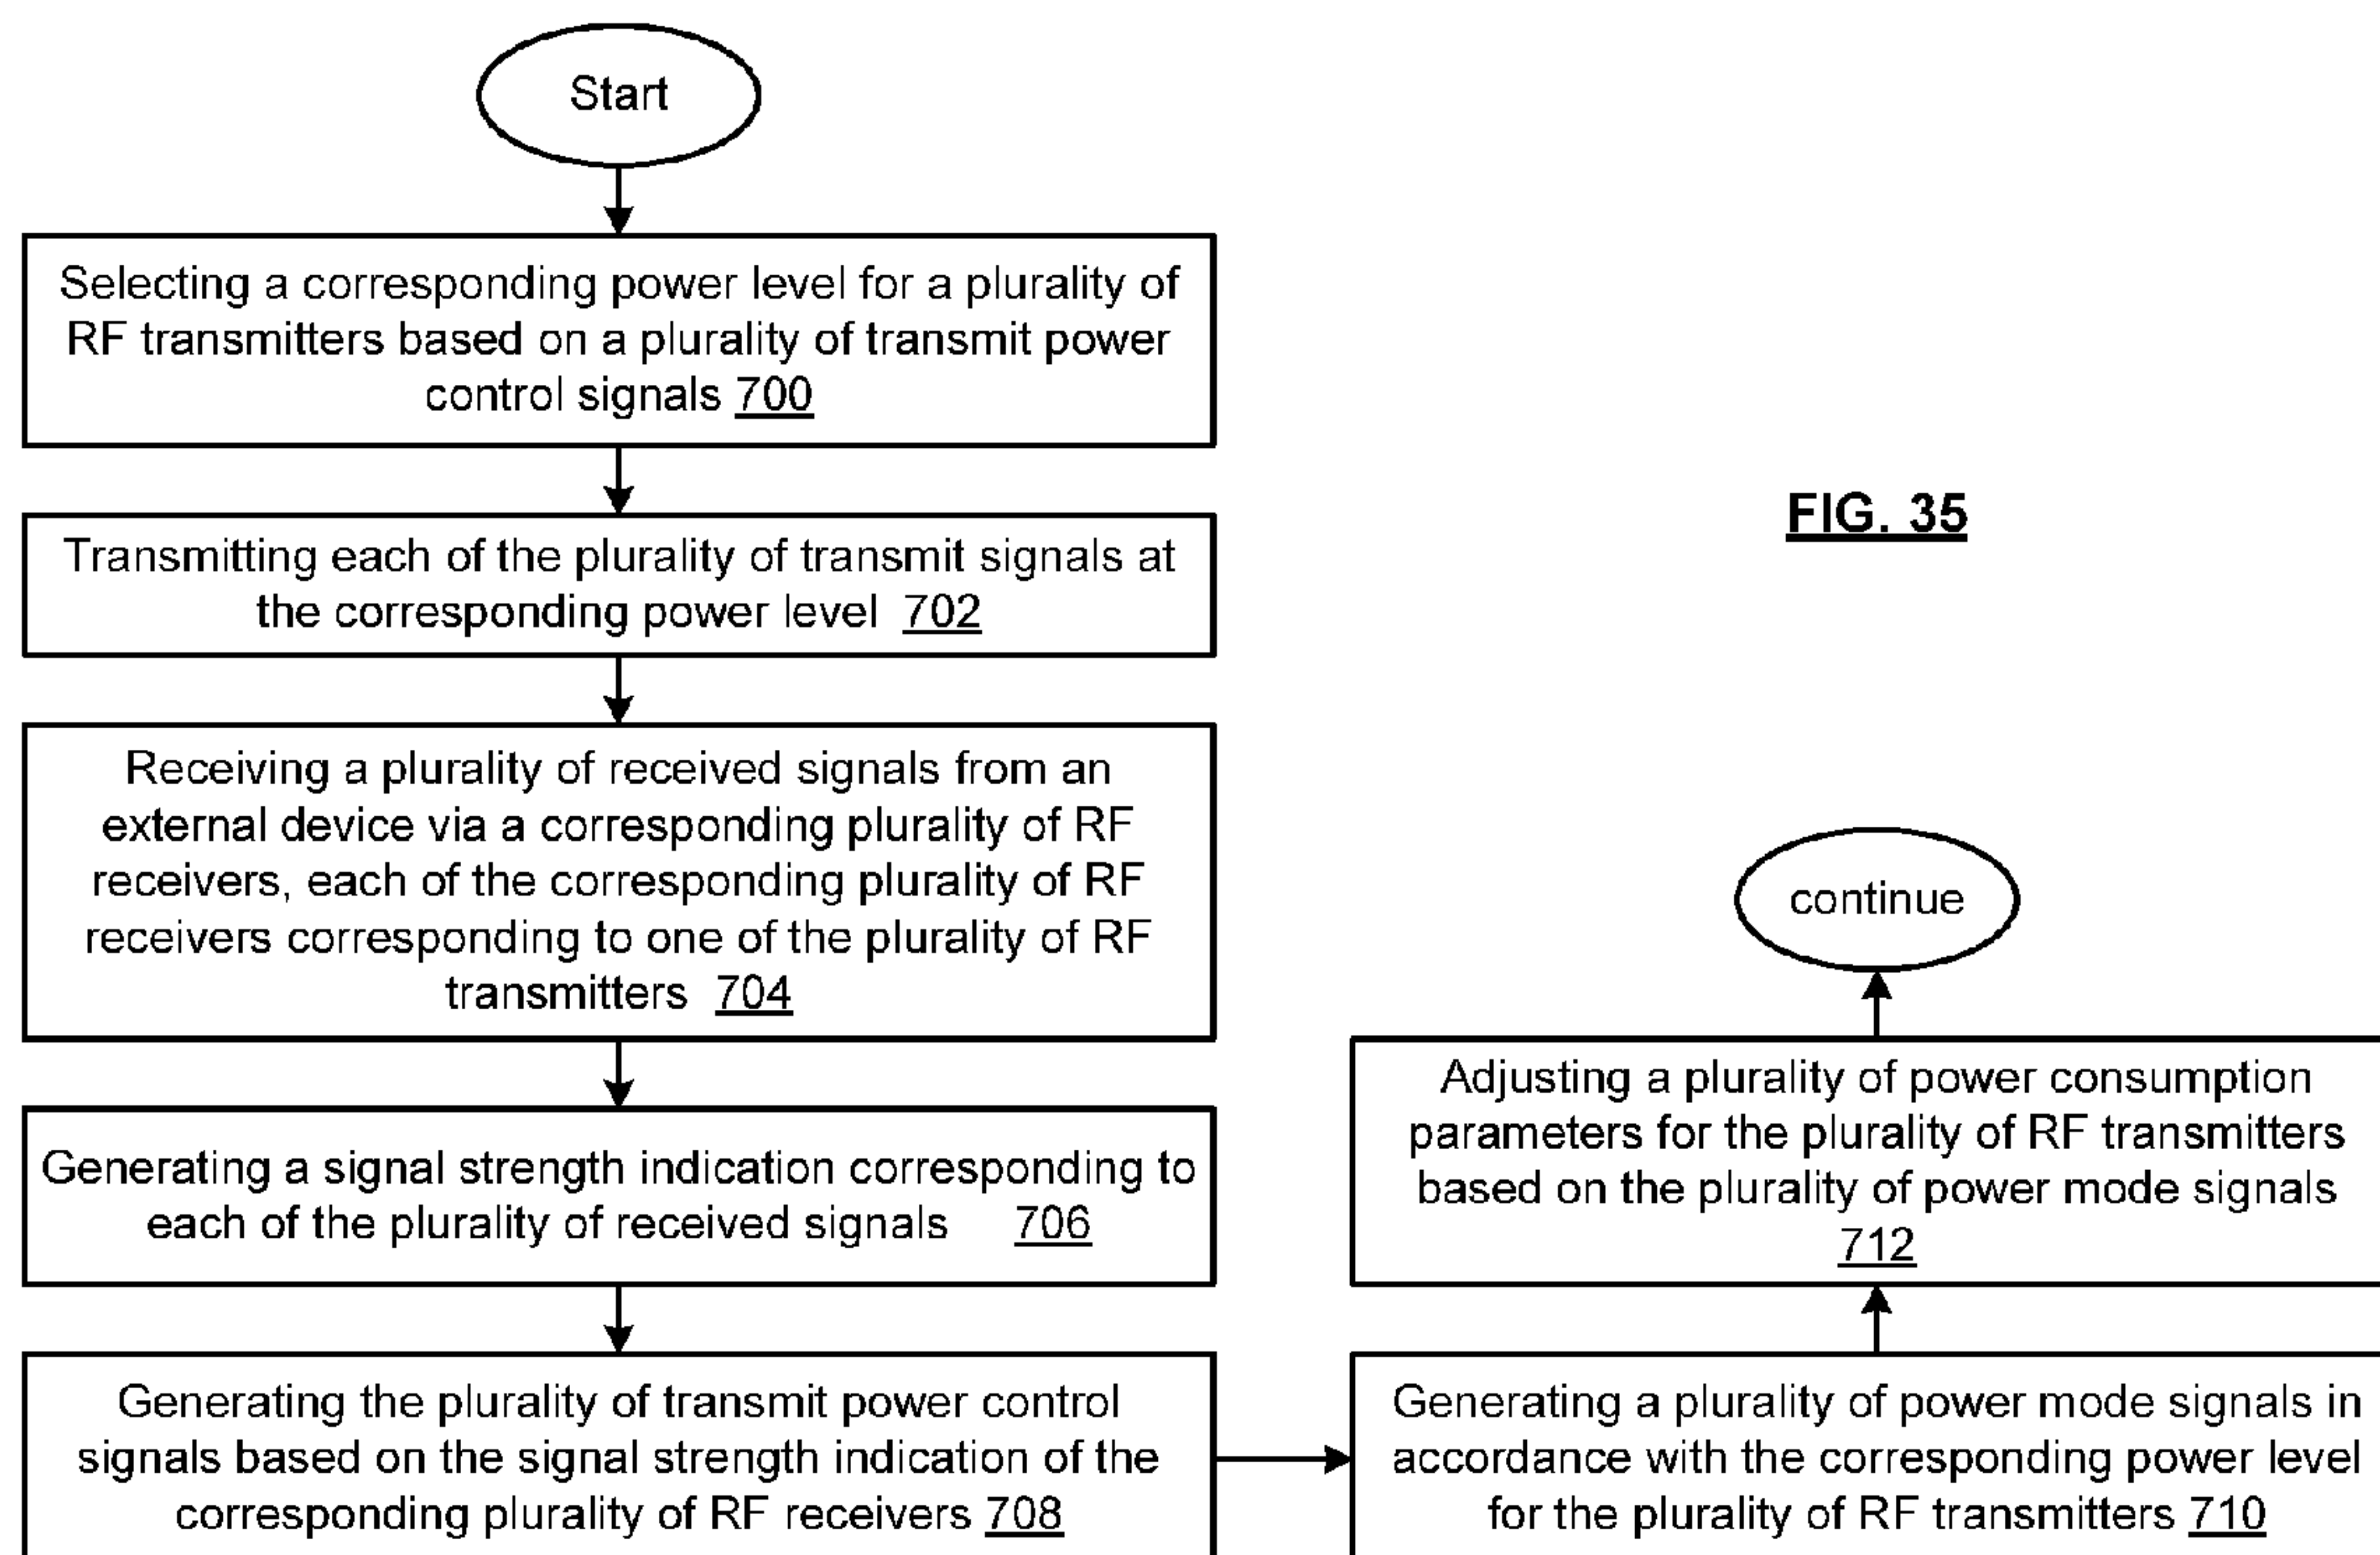 Start
Selecting a corresponding power level for a plurality of
RF transmitters based on a plurality of transmit power
control signals 700
Transmitting each of the plurality of transmit signals at
the corresponding power level 702
Receiving a plurality of received signals from an
external device via a corresponding plurality of RF
receivers, each of the corresponding plurality of RF
receivers corresponding to one of the plurality of RF
transmitters 704
Generating a signal strength indication corresponding to
each of the plurality of received signals 706
Generating the plurality of transmit power control
signals based on the signal strength indication of the
corresponding plurality of RF receivers 708
Generating a plurality of power mode signals in
accordance with the corresponding power level
for the plurality of RF transmitters 710
Adjusting a plurality of power consumption
parameters for the plurality of RF transmitters
based on the plurality of power mode signals
712
continue
FIG. 35